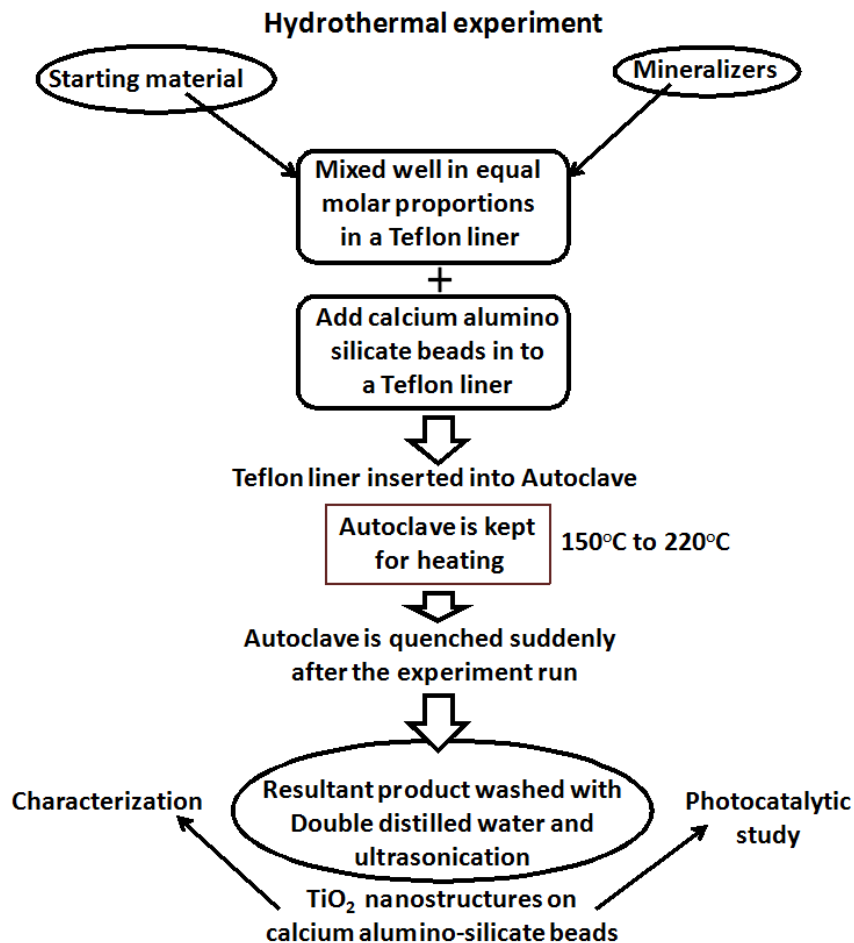 Hydrothermal experiment
Starting material
Mineralizers
Mixed well in equal
molar proportions
in a Teflon liner
+
Add calcium alumino
silicate beads in to
a Teflon liner
Teflon liner inserted into Autoclave
Autoclave is kept
for heating
150°C to 220°C
Autoclave is quenched suddenly
after the experiment run
Resultant product washed with
Double distilled water and
ultrasonication
Characterization
Photocatalytic
study
TiO₂ nanostructures on
calcium alumino-silicate beads